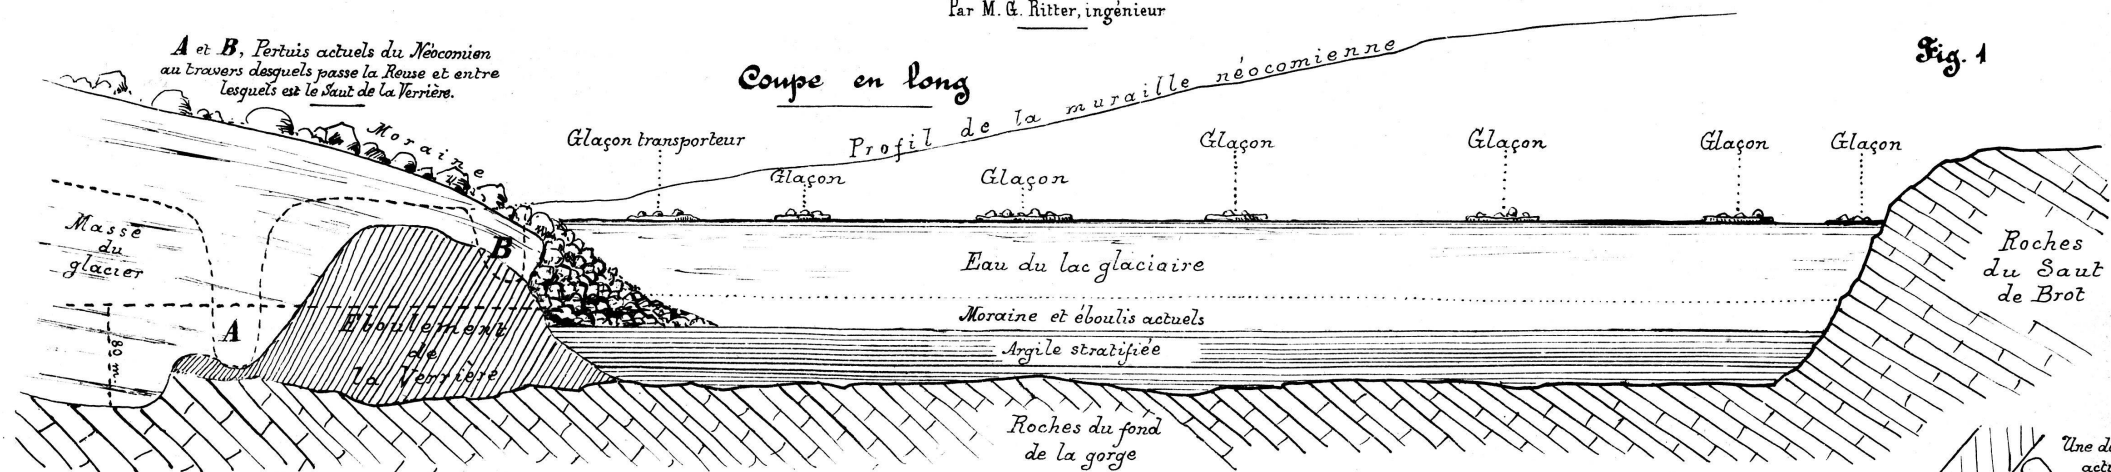 Par M. G. Ritter, ingénieur
A et B, Pertuis actuels du Néocomien
au travers desquels passe la Reuse et entre
lesquels est le Saut de la Verrière.
Coupe en long
Fig. 1
Profil de la muraille néocomienne
Moraine
Glaçon transporteur
Glaçon
Glaçon
Glaçon
Glaçon
Glaçon
Glaçon
Masse
du
glacier
B
A
80 m.
Eboulement
de
la Verrière
Eau du lac glaciaire
Moraine et éboulis actuels
Argile stratifiée
Roches du fond
de la gorge
Roches
du Saut
de Brot
Une de
actu